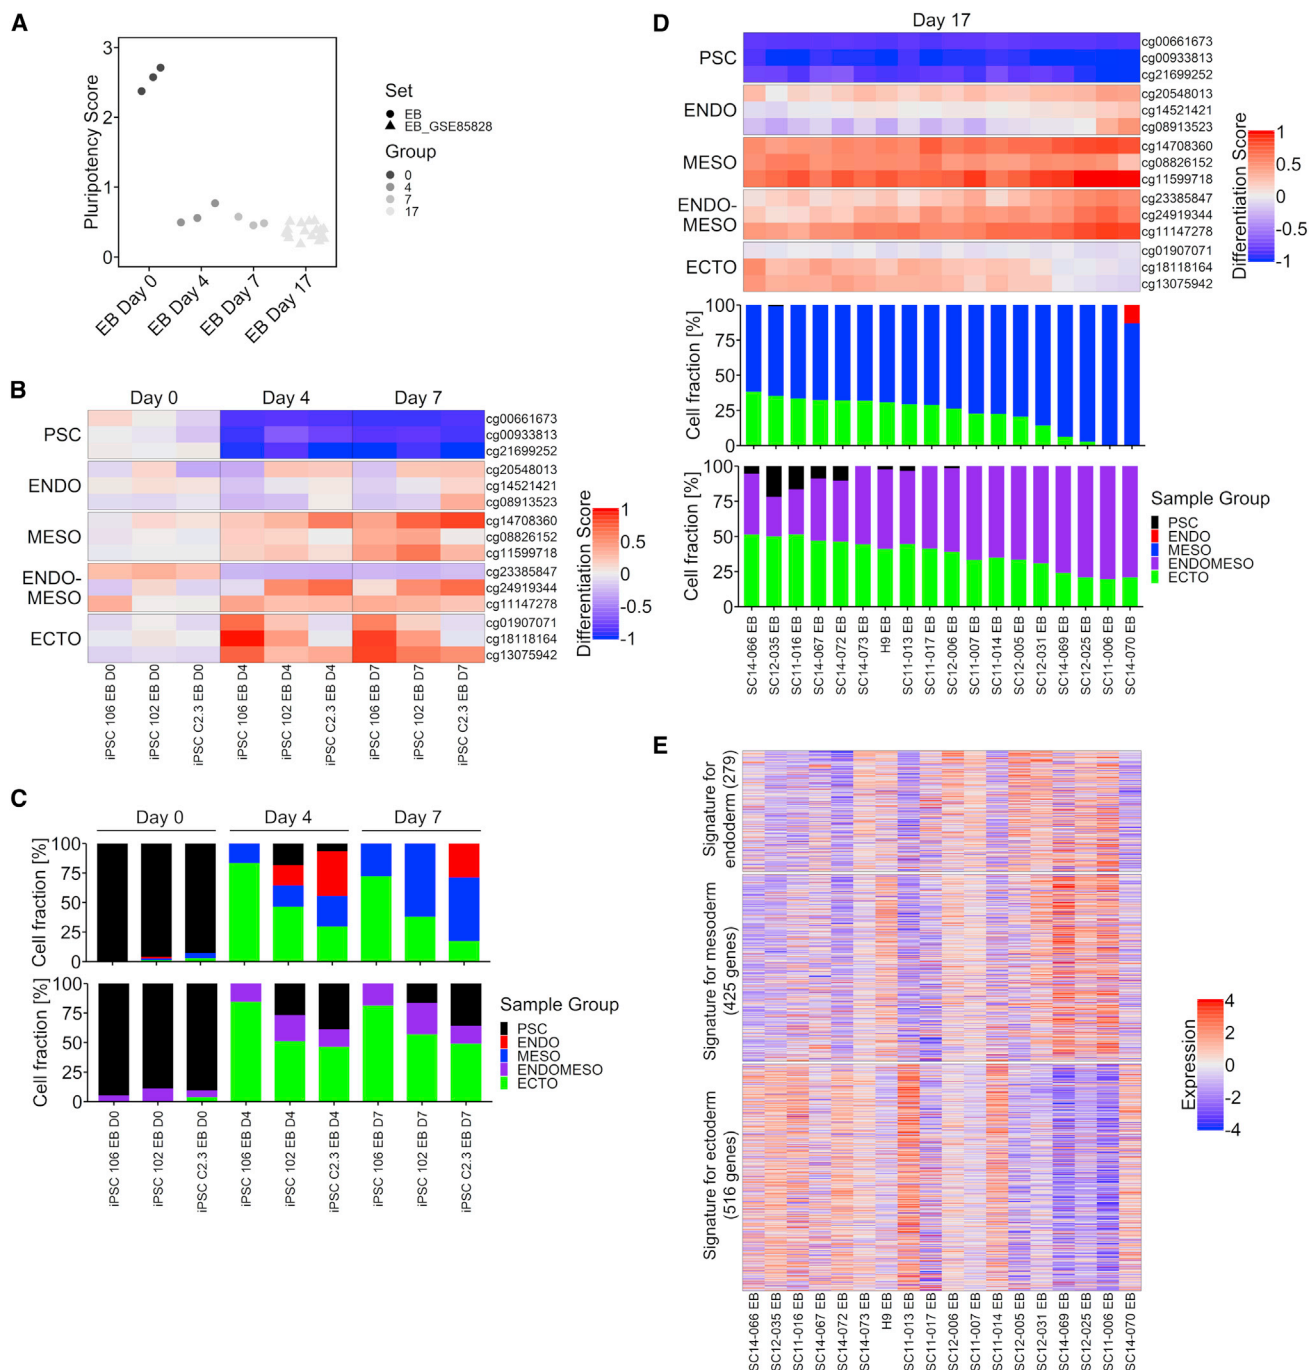 A
Pluripotency Score
3
2
1
0
EB Day 0
EB Day 4
EB Day 7
EB Day 17
Set
EB
EB_GSE85828
Group
0
4
7
17
B
Day 0
Day 4
Day 7
PSC
cg00661673
cg00933813
cg21699252
ENDO
cg20548013
cg14521421
cg08913523
MESO
cg14708360
cg08826152
cg11599718
ENDO-
MESO
cg23385847
cg24919344
cg11147278
ECTO
cg01907071
cg18118164
cg13075942
Differentiation Score
1
0.5
0
-0.5
-1
iPSC 106 EB D0
iPSC 102 EB D0
iPSC C2.3 EB D0
iPSC 106 EB D4
iPSC 102 EB D4
iPSC C2.3 EB D4
iPSC 106 EB D7
iPSC 102 EB D7
iPSC C2.3 EB D7
C
Day 0
Day 4
Day 7
Cell fraction [%]
100
75
50
25
0
Cell fraction [%]
100
75
50
25
0
Sample Group
PSC
ENDO
MESO
ENDOMESO
ECTO
iPSC 106 EB D0
iPSC 102 EB D0
iPSC C2.3 EB D0
iPSC 106 EB D4
iPSC 102 EB D4
iPSC C2.3 EB D4
iPSC 106 EB D7
iPSC 102 EB D7
iPSC C2.3 EB D7
D
Day 17
PSC
cg00661673
cg00933813
cg21699252
ENDO
cg20548013
cg14521421
cg08913523
MESO
cg14708360
cg08826152
cg11599718
ENDO-
MESO
cg23385847
cg24919344
cg11147278
ECTO
cg01907071
cg18118164
cg13075942
Differentiation Score
1
0.5
0
-0.5
-1
Cell fraction [%]
100
75
50
25
0
Cell fraction [%]
100
75
50
25
0
Sample Group
PSC
ENDO
MESO
ENDOMESO
ECTO
SC14-066 EB
SC12-035 EB
SC11-016 EB
SC14-067 EB
SC14-072 EB
SC14-073 EB
H9 EB
SC11-013 EB
SC11-017 EB
SC12-006 EB
SC11-007 EB
SC11-014 EB
SC12-005 EB
SC12-031 EB
SC14-069 EB
SC12-025 EB
SC11-006 EB
SC14-070 EB
E
Signature for
endoderm (279)
Signature for mesoderm
(425 genes)
Signature for ectoderm
(516 genes)
Expression
4
2
0
-2
-4
SC14-066 EB
SC12-035 EB
SC11-016 EB
SC14-067 EB
SC14-072 EB
SC14-073 EB
H9 EB
SC11-013 EB
SC11-017 EB
SC12-006 EB
SC11-007 EB
SC11-014 EB
SC12-005 EB
SC12-031 EB
SC14-069 EB
SC12-025 EB
SC11-006 EB
SC14-070 EB